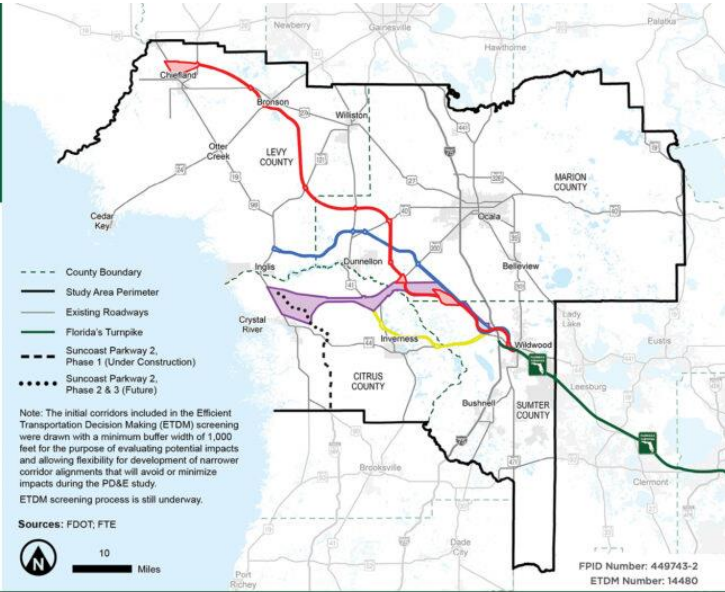 Newberry
Gainesville
Palatka
Hawthorne
Chiefland
Bronson
Williston
Otter
Creek
LEVY
COUNTY
MARION
COUNTY
Cedar
Key
Ocala
Inglis
Dunnellon
Belleview
Crystal
River
Inverness
Wildwood
Lady
Lake
Eustis
Leesburg
CITRUS
COUNTY
Bushnell
SUMTER
COUNTY
Brooksville
Clermont
Dade
City
Port
Richey
County Boundary
Study Area Perimeter
Existing Roadways
Florida's Turnpike
Suncoast Parkway 2,
Phase 1 (Under Construction)
Suncoast Parkway 2,
Phase 2 & 3 (Future)
Note: The initial corridors included in the Efficient
Transportation Decision Making (ETDM) screening
were drawn with a minimum buffer width of 1,000
feet for the purpose of evaluating potential impacts
and allowing flexibility for development of narrower
corridor alignments that will avoid or minimize
impacts during the PD&E study.
ETDM screening process is still underway.
Sources: FDOT; FTE
N
10
Miles
FPID Number: 449743-2
ETDM Number: 14480